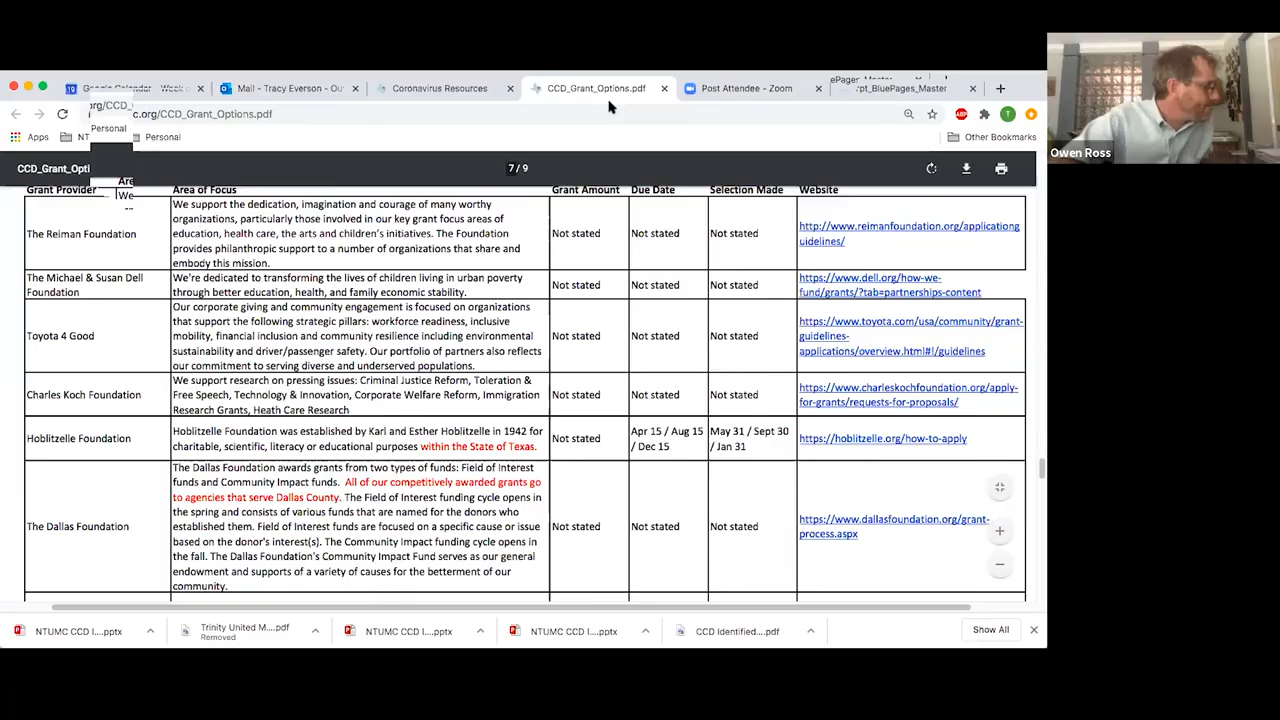 19 Google Calendar - Week o
Mail - Tracy Everson - Out
Coronavirus Resources
CCD_Grant_Options.pdf
Post Attendee - Zoom
rpt_BluePages_Master
c.org/CCD_Grant_Options.pdf
org/CCD_
Personal
Apps
NT
Personal
Other Bookmarks
CCD_Grant_Opti
7 / 9
Are
We
--
Grant Provider
Area of Focus
Grant Amount
Due Date
Selection Made
Website
The Reiman Foundation
We support the dedication, imagination and courage of many worthy
organizations, particularly those involved in our key grant focus areas of
education, health care, the arts and children's initiatives. The Foundation
provides philanthropic support to a number of organizations that share and
embody this mission.
Not stated
Not stated
Not stated
http://www.reimanfoundation.org/applicationg
uidelines/
The Michael & Susan Dell
Foundation
We're dedicated to transforming the lives of children living in urban poverty
through better education, health, and family economic stability.
Not stated
Not stated
Not stated
https://www.dell.org/how-we-
fund/grants/?tab=partnerships-content
Toyota 4 Good
Our corporate giving and community engagement is focused on organizations
that support the following strategic pillars: workforce readiness, inclusive
mobility, financial inclusion and community resilience including environmental
sustainability and driver/passenger safety. Our portfolio of partners also reflects
our commitment to serving diverse and underserved populations.
Not stated
Not stated
Not stated
https://www.toyota.com/usa/community/grant-
guidelines-
applications/overview.html#!/guidelines
Charles Koch Foundation
We support research on pressing issues: Criminal Justice Reform, Toleration &
Free Speech, Technology & Innovation, Corporate Welfare Reform, Immigration
Research Grants, Heath Care Research
Not stated
Not stated
Not stated
https://www.charleskochfoundation.org/apply-
for-grants/requests-for-proposals/
Hoblitzelle Foundation
Hoblitzelle Foundation was established by Karl and Esther Hoblitzelle in 1942 for
charitable, scientific, literacy or educational purposes within the State of Texas.
Not stated
Apr 15 / Aug 15
/ Dec 15
May 31 / Sept 30
/ Jan 31
https://hoblitzelle.org/how-to-apply
The Dallas Foundation
The Dallas Foundation awards grants from two types of funds: Field of Interest
funds and Community Impact funds. All of our competitively awarded grants go
to agencies that serve Dallas County. The Field of Interest funding cycle opens in
the spring and consists of various funds that are named for the donors who
established them. Field of Interest funds are focused on a specific cause or issue
based on the donor's interest(s). The Community Impact funding cycle opens in
the fall. The Dallas Foundation's Community Impact Fund serves as our general
endowment and supports of a variety of causes for the betterment of our
community.
Not stated
Not stated
Not stated
https://www.dallasfoundation.org/grant-
process.aspx
NTUMC CCD I....pptx
Trinity United M....pdf
Removed
NTUMC CCD I....pptx
NTUMC CCD I....pptx
CCD Identified....pdf
Show All
Owen Ross
ABP
T